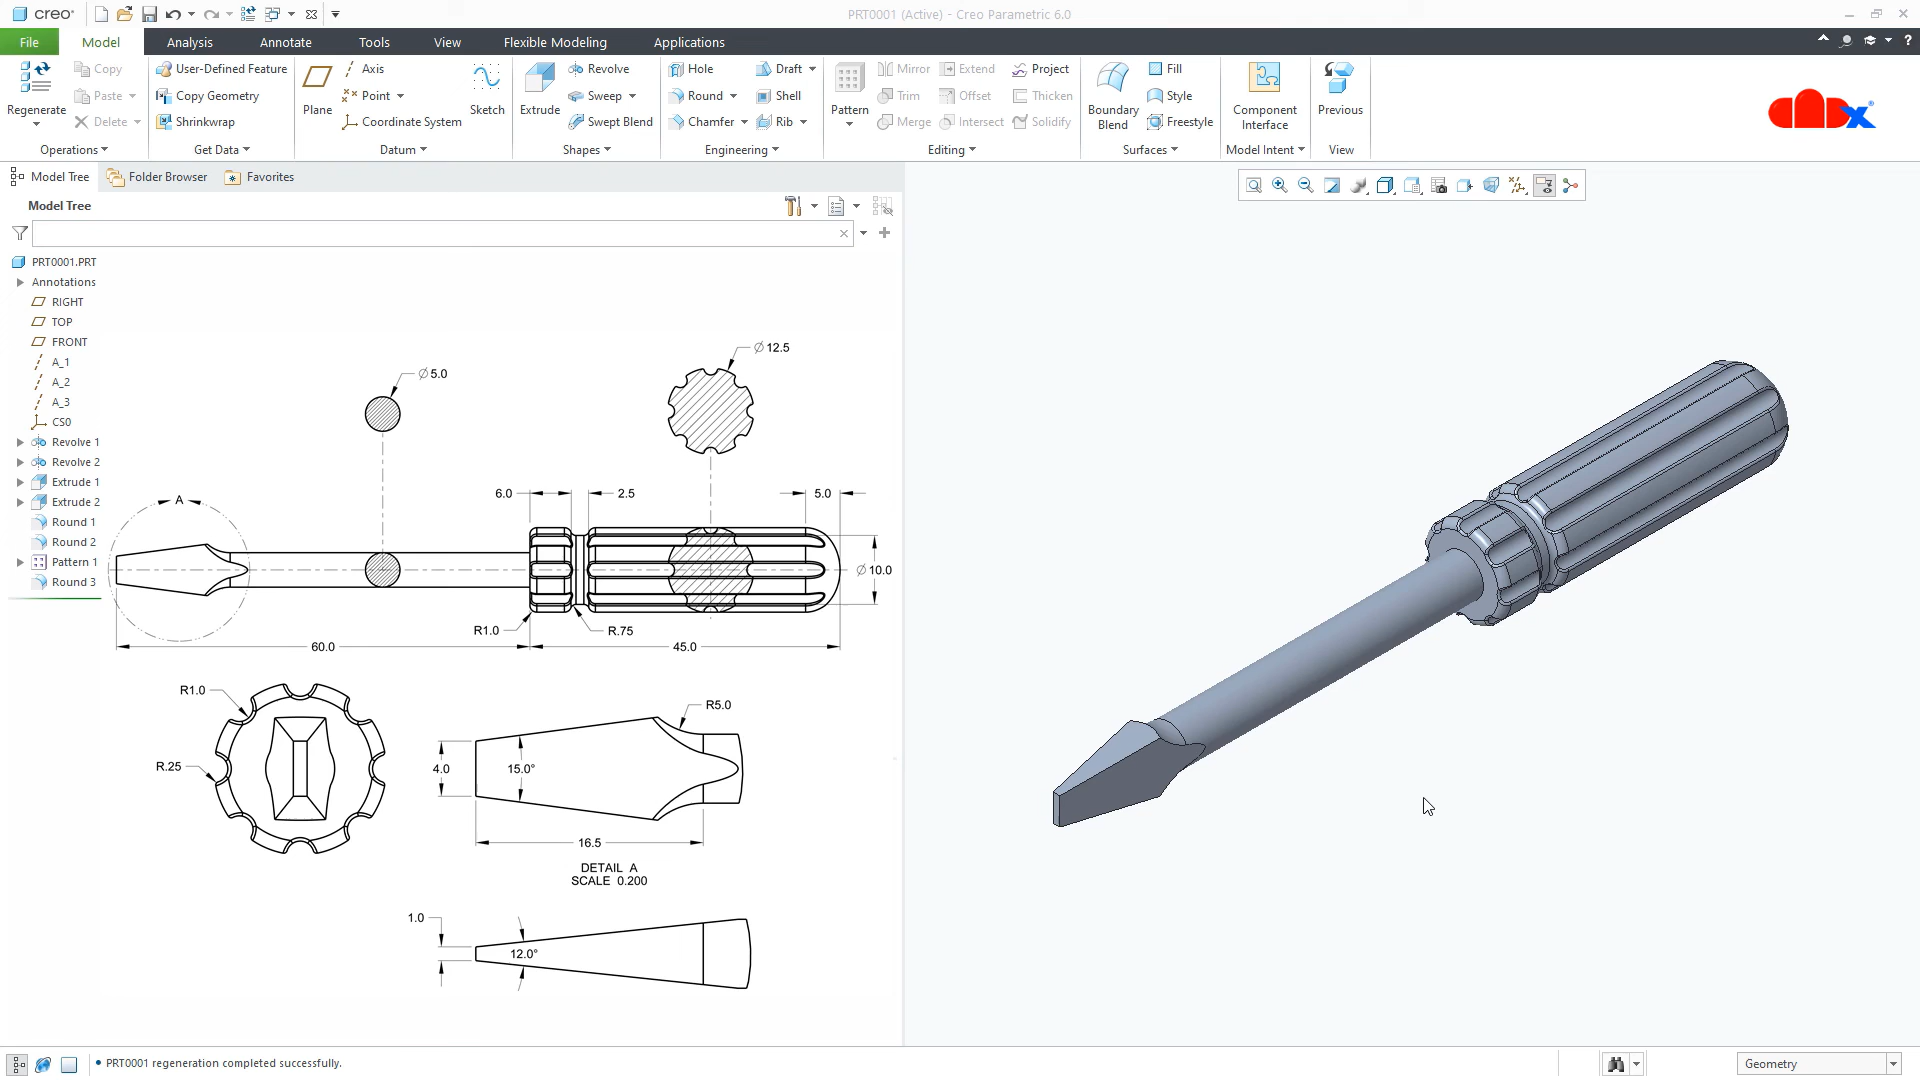 creo®
PRT0001 (Active) - Creo Parametric 6.0
File Model Analysis Annotate Tools View Flexible Modeling Applications
Regenerate
Copy
Paste
Delete
Operations
User-Defined Feature
Copy Geometry
Shrinkwrap
Get Data
Plane
Axis
Point
Coordinate System
Sketch
Datum
Extrude
Revolve
Sweep
Swept Blend
Shapes
Hole
Round
Chamfer
Draft
Shell
Rib
Engineering
Pattern
Mirror
Trim
Merge
Extend
Offset
Intersect
Project
Thicken
Solidify
Editing
Boundary
Blend
Fill
Style
Freestyle
Surfaces
Component
Interface
Model Intent
Previous
View
Model Tree Folder Browser Favorites
Model Tree
PRT0001.PRT
Annotations
RIGHT
TOP
FRONT
A_1
A_2
A_3
CS0
Revolve 1
Revolve 2
Extrude 1
Extrude 2
Round 1
Round 2
Pattern 1
Round 3
∅5.0
∅12.5
6.0
2.5
5.0
A
∅10.0
R1.0
R.75
60.0
45.0
R1.0
R.25
R5.0
4.0
15.0°
16.5
DETAIL A
SCALE 0.200
1.0
12.0°
PRT0001 regeneration completed successfully.
Geometry